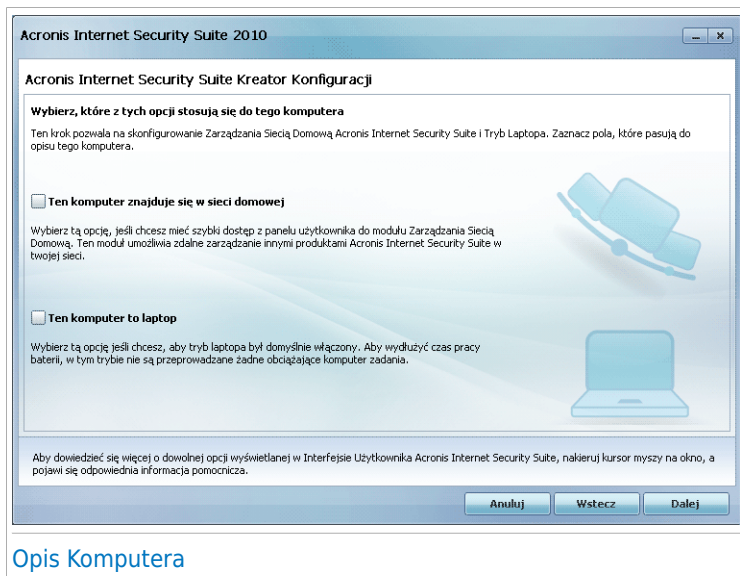 Acronis Internet Security Suite 2010
Acronis Internet Security Suite Kreator Konfiguracji
Wybierz, które z tych opcji stosują się do tego komputera
Ten krok pozwala na skonfigurowanie Zarządzania Siecią Domową Acronis Internet Security Suite i Tryb Laptopa. Zaznacz pola, które pasują do
opisu tego komputera.
Ten komputer znajduje się w sieci domowej
Wybierz tą opcję, jeśli chcesz mieć szybki dostęp z panelu użytkownika do modułu Zarządzania Siecią
Domową. Ten moduł umożliwia zdalne zarządzanie innymi produktami Acronis Internet Security Suite w
twojej sieci.
Ten komputer to laptop
Wybierz tą opcję jeśli chcesz, aby tryb laptopa był domyślnie włączony. Aby wydłużyć czas pracy
baterii, w tym trybie nie są przeprowadzane żadne obciążające komputer zadania.
Aby dowiedzieć się więcej o dowolnej opcji wyświetlanej w Interfejsie Użytkownika Acronis Internet Security Suite, nakieruj kursor myszy na okno, a
pojawi się odpowiednia informacja pomocnicza.
Anuluj Wstecz Dalej
Opis Komputera